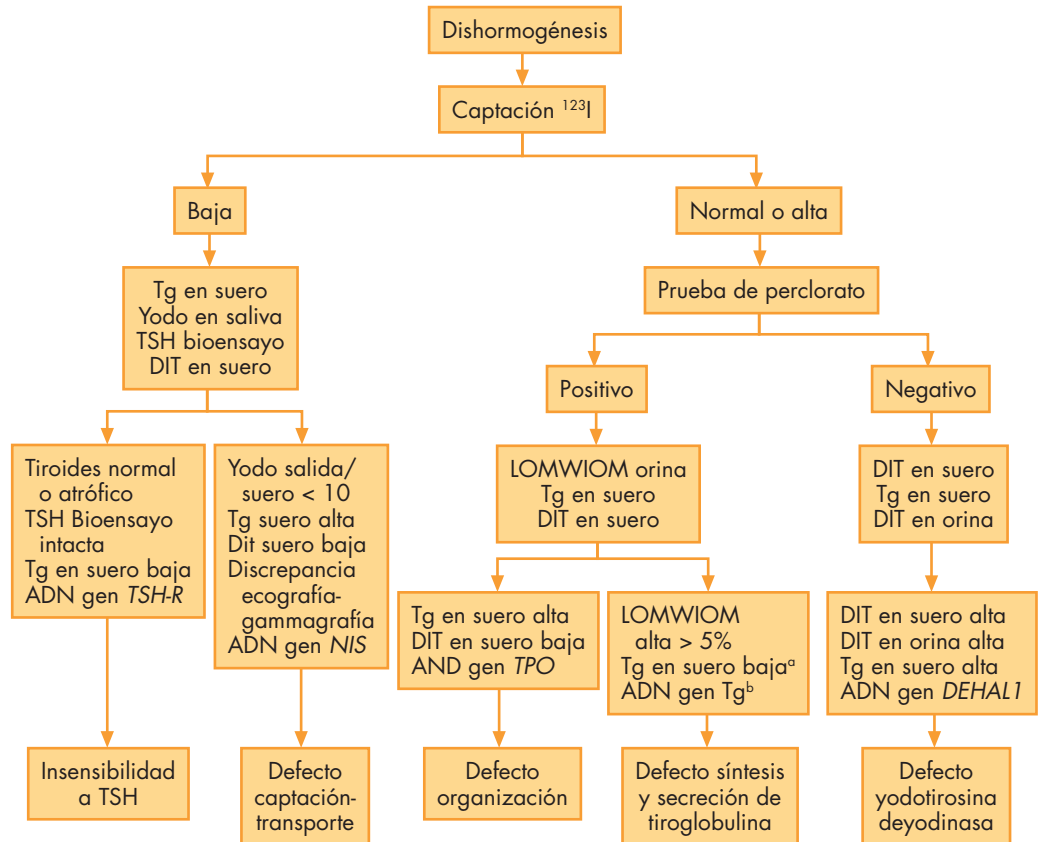 Dishormogénesis
Captación ¹²³I
Baja
Normal o alta
Tg en suero
Yodo en saliva
TSH bioensayo
DIT en suero
Prueba de perclorato
Positivo
Negativo
Tiroides normal
o atrófico
TSH Bioensayo
intacta
Tg en suero baja
ADN gen TSH-R
Yodo salida/
suero < 10
Tg suero alta
Dit suero baja
Discrepancia
ecografía-
gammagrafía
ADN gen NIS
LOMWIOM orina
Tg en suero
DIT en suero
DIT en suero
Tg en suero
DIT en orina
Tg en suero alta
DIT en suero baja
AND gen TPO
LOMWIOM
alta > 5%
Tg en suero bajaᵃ
ADN gen Tgᵇ
DIT en suero alta
DIT en orina alta
Tg en suero alta
ADN gen DEHAL1
Insensibilidad
a TSH
Defecto
captación-
transporte
Defecto
organización
Defecto síntesis
y secreción de
tiroglobulina
Defecto
yodotirosina
deyodinasa